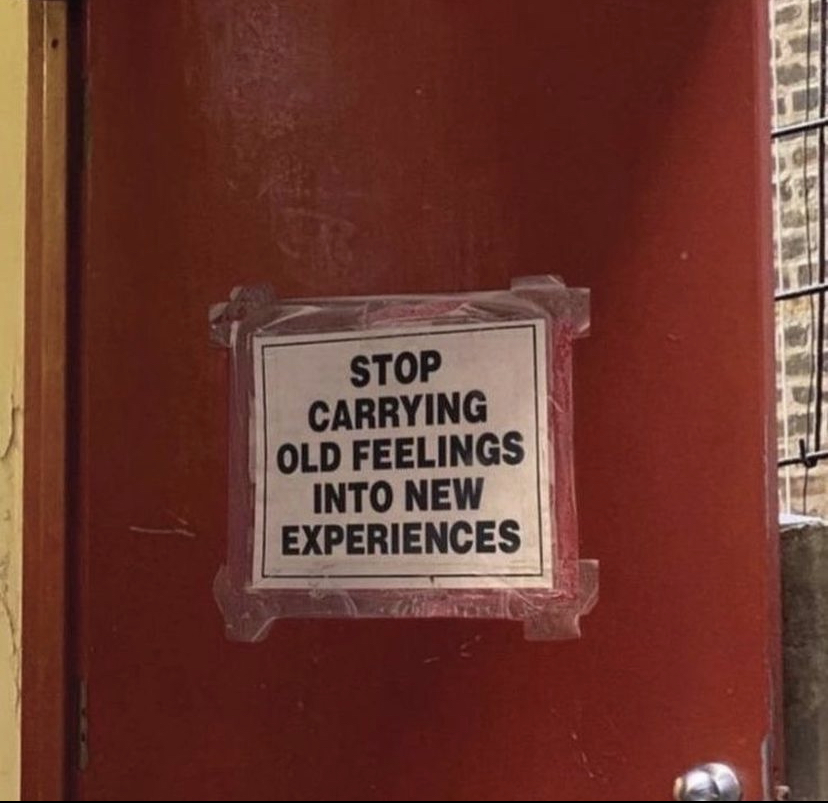 STOP
CARRYING
OLD FEELINGS
INTO NEW
EXPERIENCES